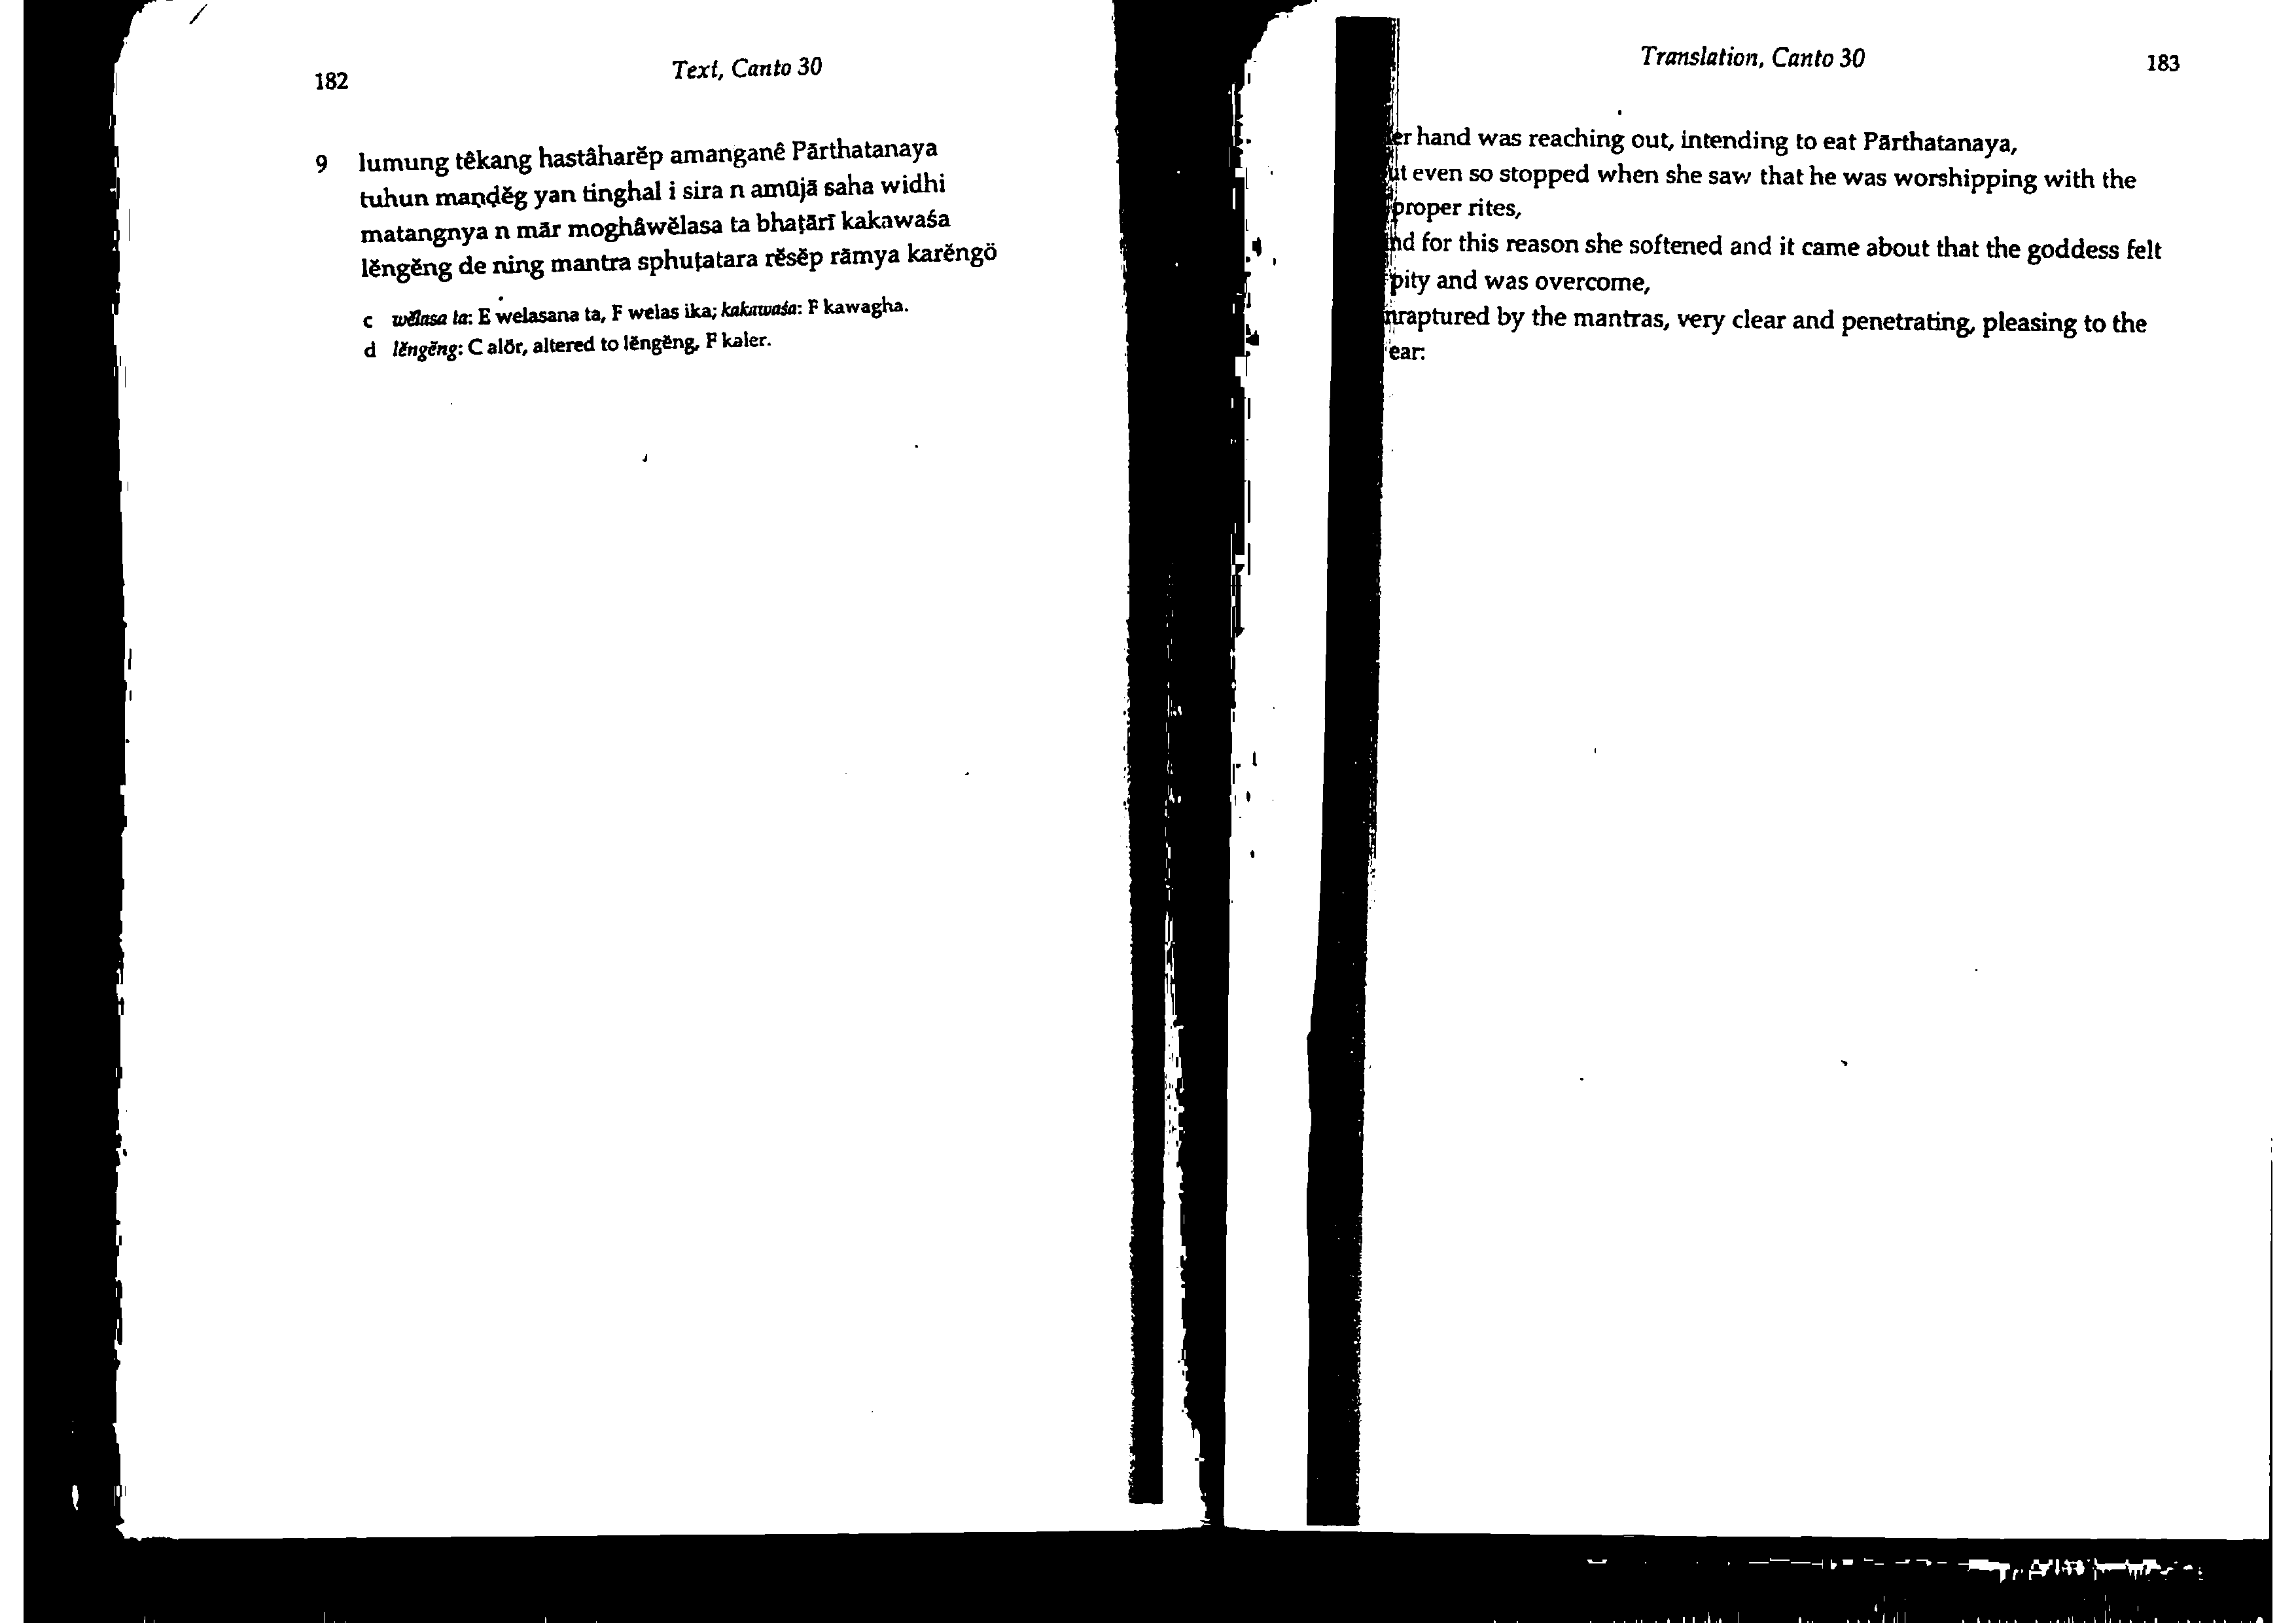 182
Text, Canto 30
9 lumung têkang hastâharĕp amanganê Pārthatanaya
tuhun maṇḍĕg yan tinghal i sira n amūjā saha widhi
matangnya n mār moghâwĕlasa ta bhaṭārī kakawaśa
lĕngĕng de ning mantra sphuṭatara rĕsĕp rāmya karĕngö
c wĕlasa ta: E welasana ta, F welas ika; kakawaśa: F kawagha.
d lĕngĕng: C alör, altered to lĕngĕng, F kaler.
Translation, Canto 30
183
er hand was reaching out, intending to eat Pārthatanaya,
ut even so stopped when she saw that he was worshipping with the
proper rites,
nd for this reason she softened and it came about that the goddess felt
pity and was overcome,
nraptured by the mantras, very clear and penetrating, pleasing to the
ear: